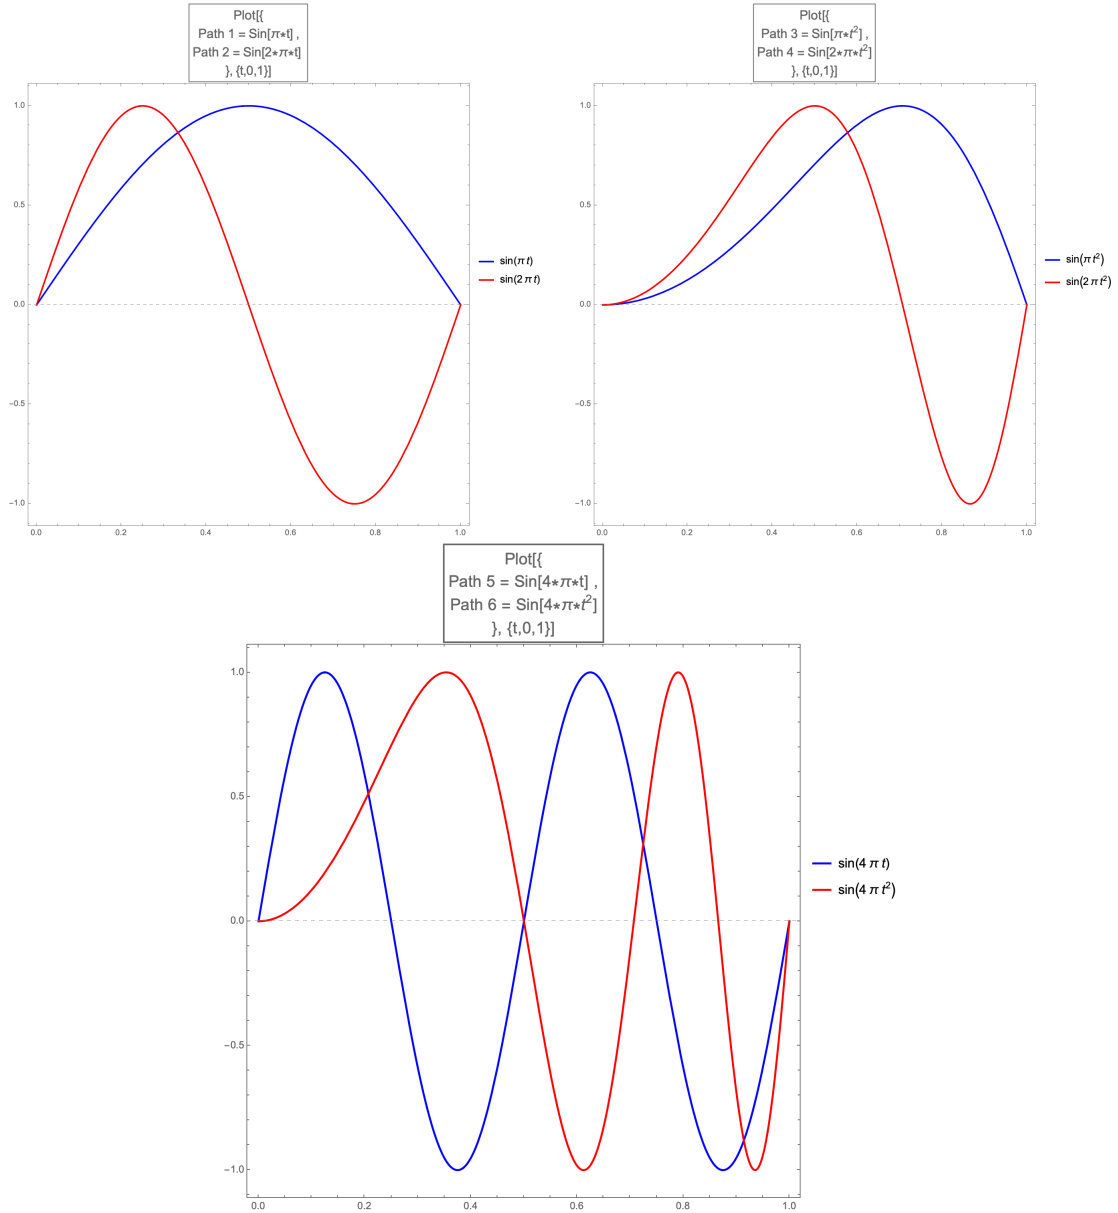 Plot[{
Path 1 = Sin[π*t] ,
Path 2 = Sin[2*π*t]
}, {t,0,1}]
1.0
0.5
0.0
−0.5
−1.0
0.0 0.2 0.4 0.6 0.8 1.0
sin(π t)
sin(2 π t)
Plot[{
Path 3 = Sin[π*t²] ,
Path 4 = Sin[2*π*t²]
}, {t,0,1}]
1.0
0.5
0.0
−0.5
−1.0
0.0 0.2 0.4 0.6 0.8 1.0
sin(π t²)
sin(2 π t²)
Plot[{
Path 5 = Sin[4*π*t] ,
Path 6 = Sin[4*π*t²]
}, {t,0,1}]
1.0
0.5
0.0
−0.5
−1.0
0.0 0.2 0.4 0.6 0.8 1.0
sin(4 π t)
sin(4 π t²)